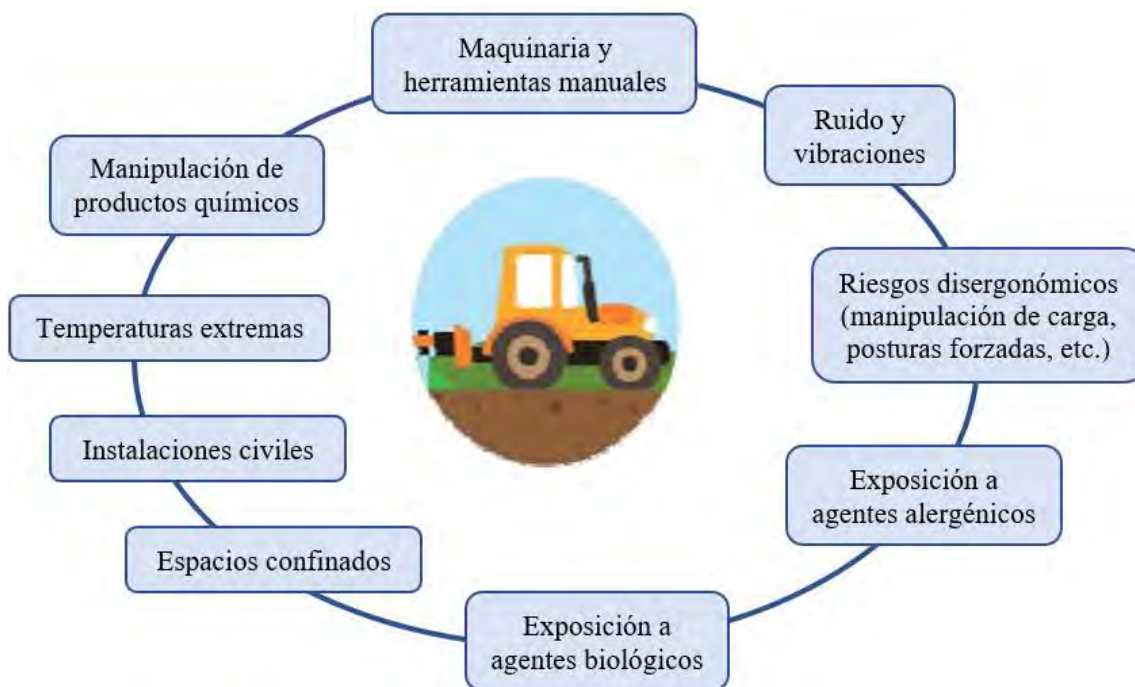 Maquinaria y
herramientas manuales
Ruido y
vibraciones
Riesgos disergonómicos
(manipulación de carga,
posturas forzadas, etc.)
Exposición a
agentes alergénicos
Exposición a
agentes biológicos
Espacios confinados
Instalaciones civiles
Temperaturas extremas
Manipulación de
productos químicos